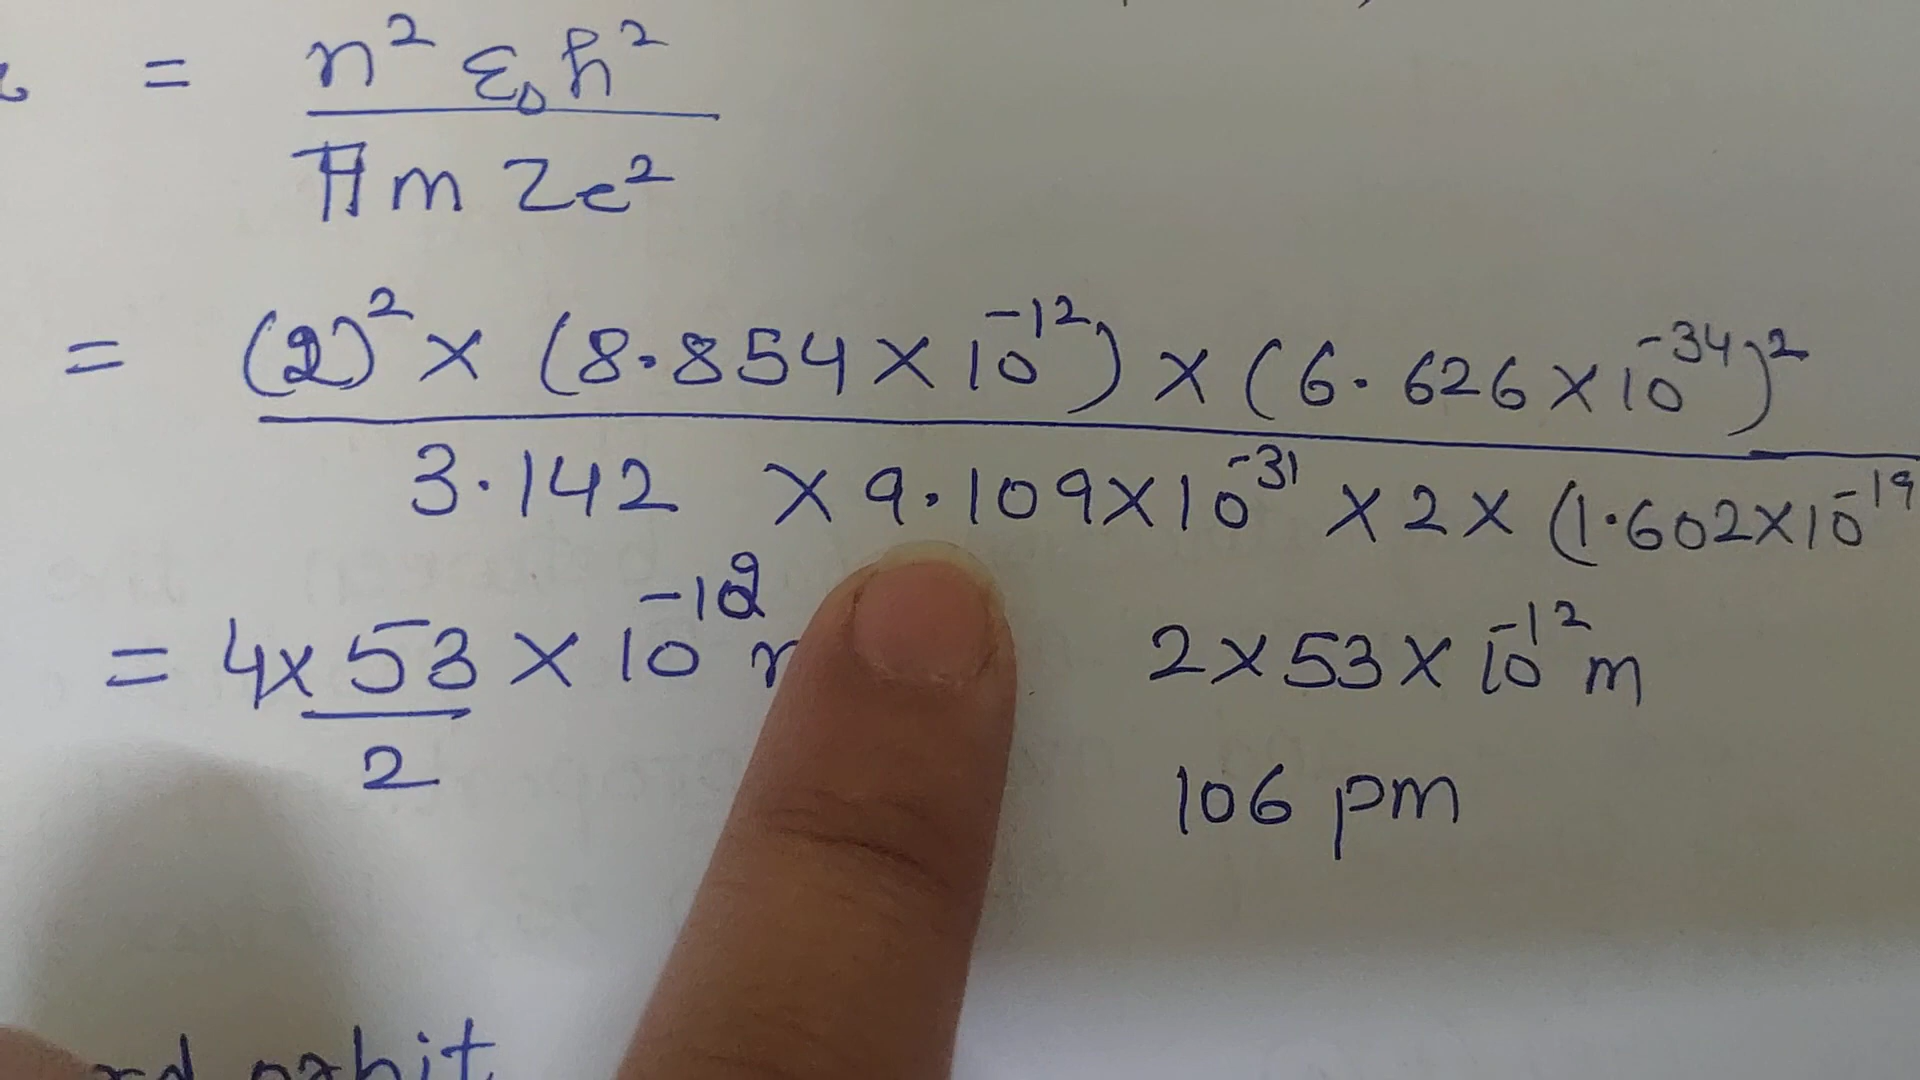 = n² ε₀ h²
π m Z e²
= (2)² × (8.854 × 10⁻¹²) × (6.626 × 10⁻³⁴)²
3.142 × 9.109 × 10⁻³¹ × 2 × (1.602 × 10⁻¹⁹
= 4 × 53 × 10⁻¹² 2 × 53 × 10⁻¹² m
2
106 pm
orbit